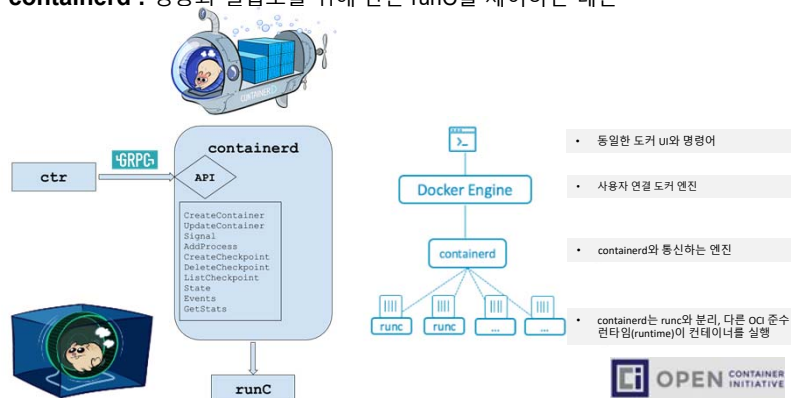 containerd :
CONTAINERD
GRPC
ctr
containerd
API
CreateContainer
UpdateContainer
Signal
AddProcess
CreateCheckpoint
DeleteCheckpoint
ListCheckpoint
State
Events
GetStats
runC
>_
Docker Engine
containerd
runc runc ... ...
• 동일한 도커 UI와 명령어
• 사용자 연결 도커 엔진
• containerd와 통신하는 엔진
• containerd는 runc와 분리, 다른 OCI 준수
런타임(runtime)이 컨테이너를 실행
OPEN CONTAINER
INITIATIVE